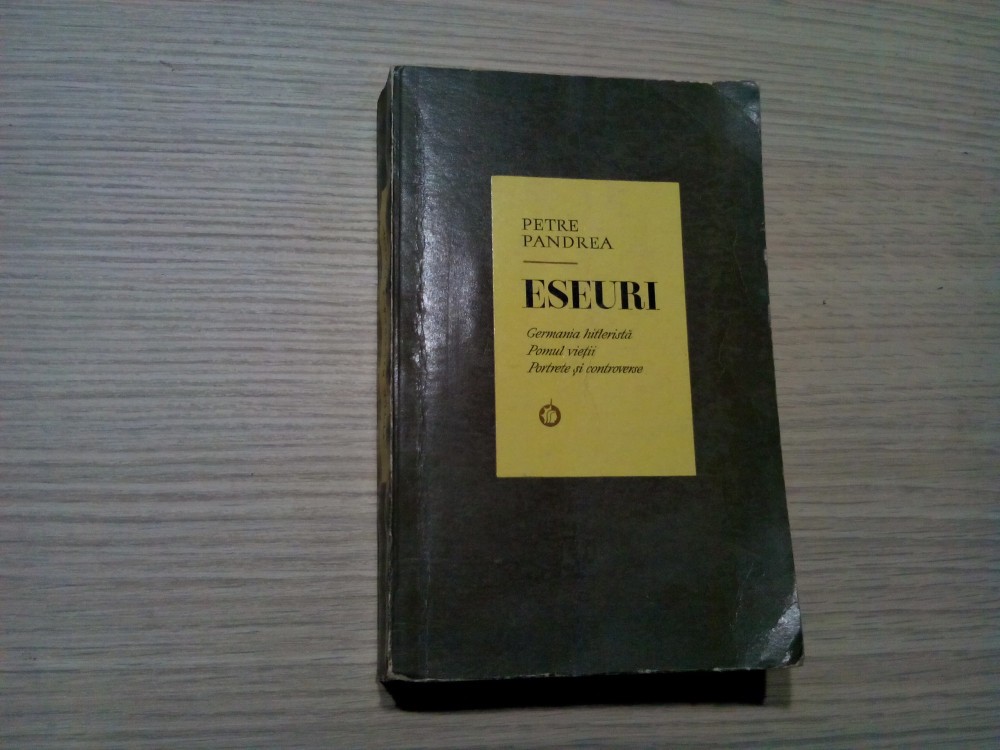 PETRE
PANDREA
ESEURI
Germania hitleristă
Pomul vieții
Portrete și controverse